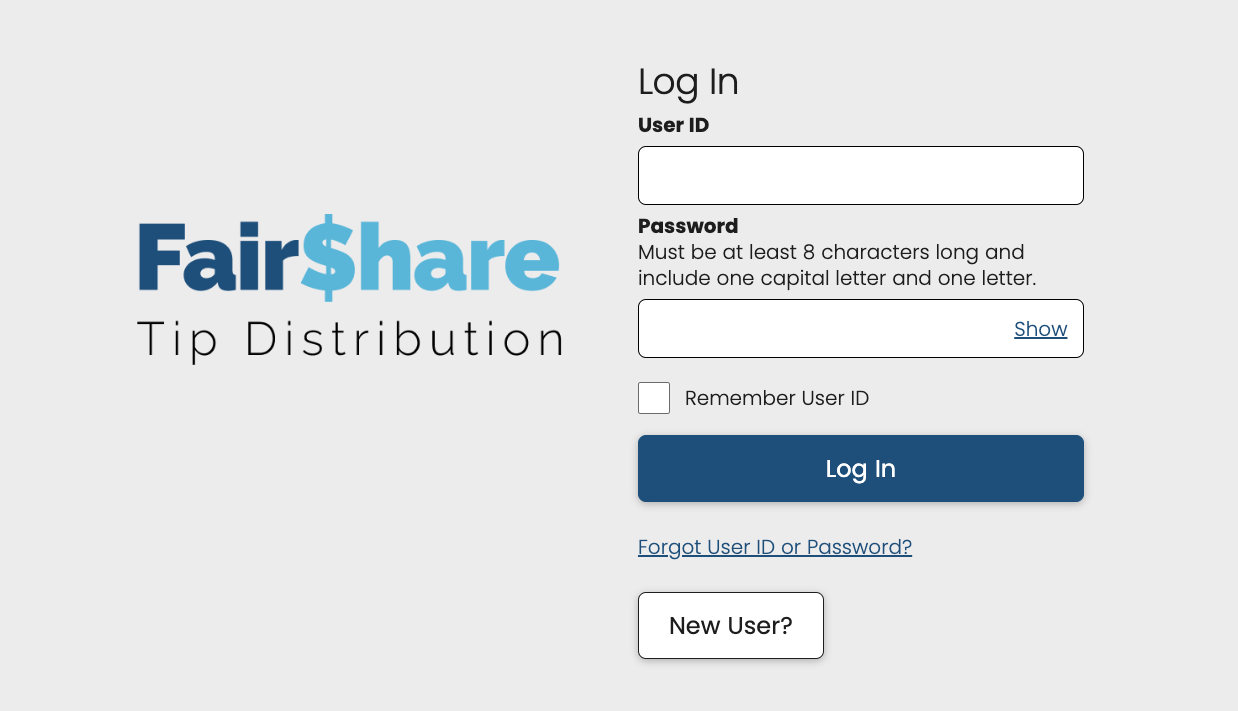 Fair$hare
Tip Distribution
Log In
User ID
Password
Must be at least 8 characters long and
include one capital letter and one letter.
Show
Remember User ID
Log In
Forgot User ID or Password?
New User?